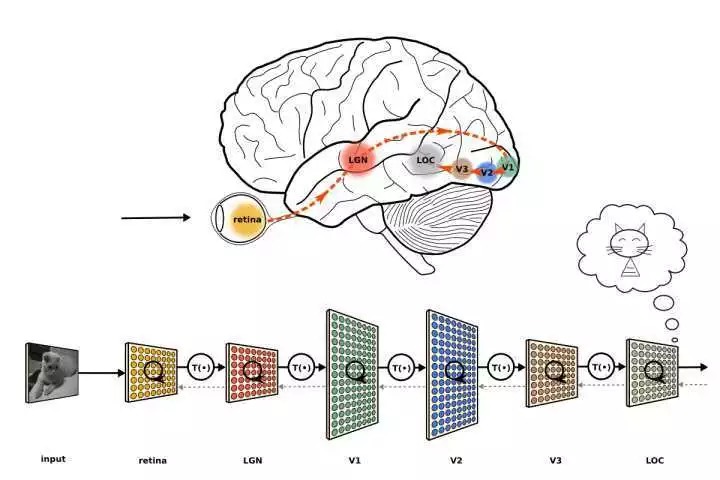 LGN
LOC
V3
V2
V1
retina
Q
T(•)
Q
T(•)
Q
T(•)
Q
T(•)
Q
T(•)
Q
input
retina
LGN
V1
V2
V3
LOC